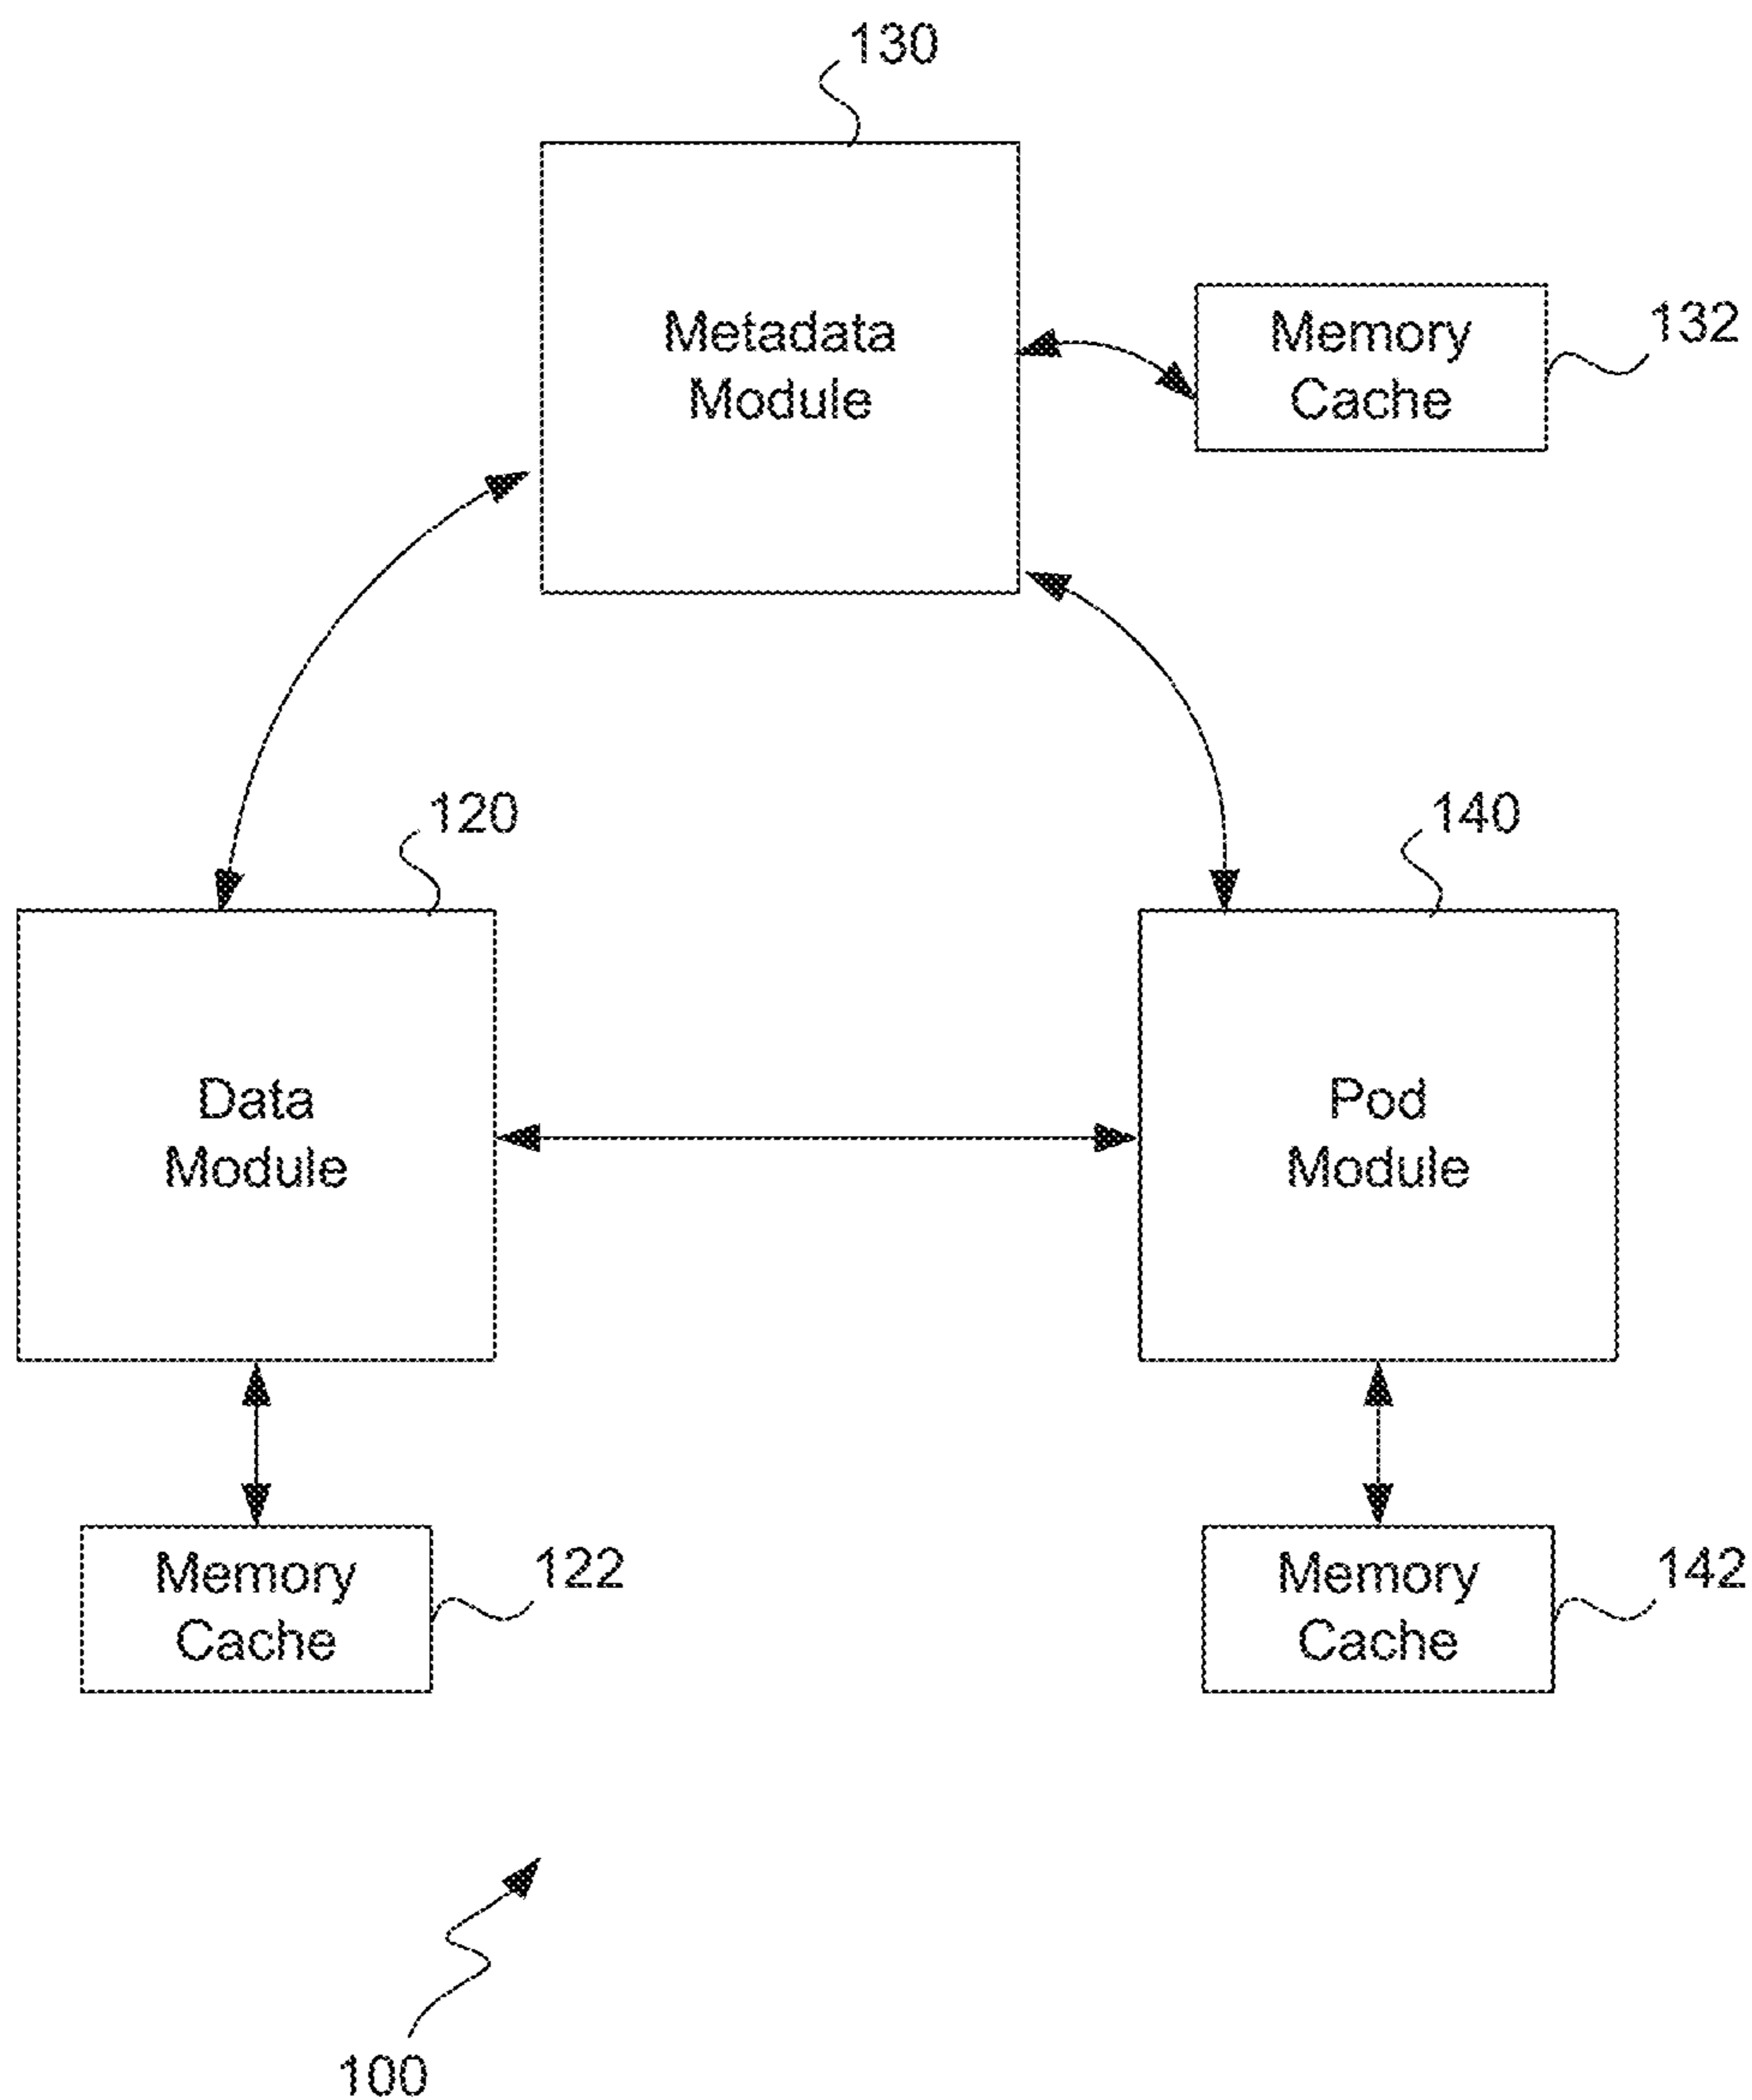 130
Metadata
Module
Memory
Cache
132
120
140
Data
Module
Pod
Module
Memory
Cache
122
Memory
Cache
142
100